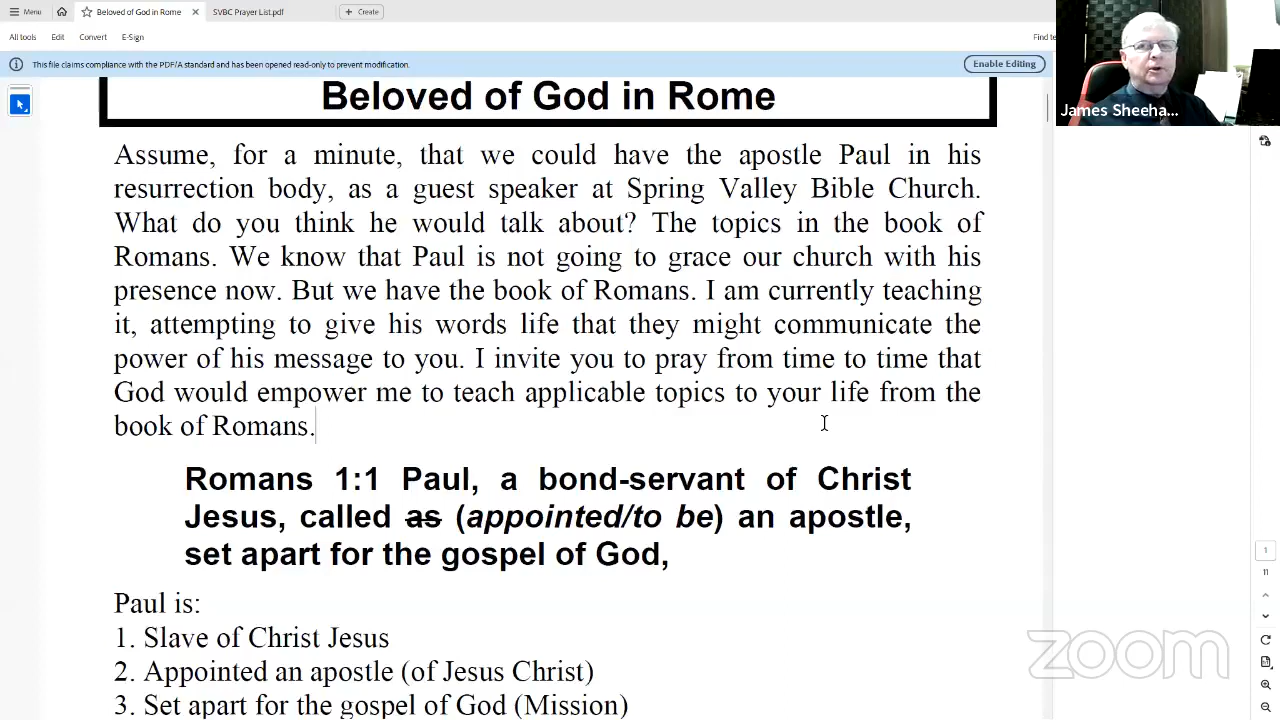 Menu
Beloved of God in Rome
SVBC Prayer List.pdf
Create
All tools Edit Convert E-Sign
Find te
This file claims compliance with the PDF/A standard and has been opened read-only to prevent modification.
Enable Editing
James Sheeha...
Beloved of God in Rome
Assume, for a minute, that we could have the apostle Paul in his
resurrection body, as a guest speaker at Spring Valley Bible Church.
What do you think he would talk about? The topics in the book of
Romans. We know that Paul is not going to grace our church with his
presence now. But we have the book of Romans. I am currently teaching
it, attempting to give his words life that they might communicate the
power of his message to you. I invite you to pray from time to time that
God would empower me to teach applicable topics to your life from the
book of Romans.
Romans 1:1 Paul, a bond-servant of Christ
Jesus, called as (appointed/to be) an apostle,
set apart for the gospel of God,
Paul is:
1. Slave of Christ Jesus
2. Appointed an apostle (of Jesus Christ)
3. Set apart for the gospel of God (Mission)
1
11
zoom